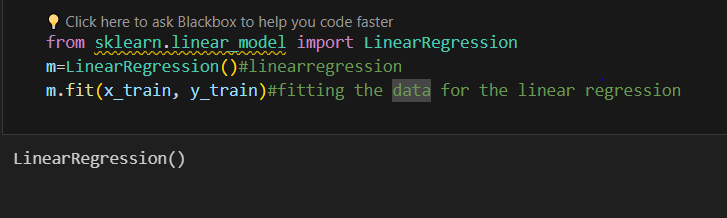 Click here to ask Blackbox to help you code faster
from sklearn.linear_model import LinearRegression
m=LinearRegression()#linearregression
m.fit(x_train, y_train)#fitting the data for the linear regression
LinearRegression()